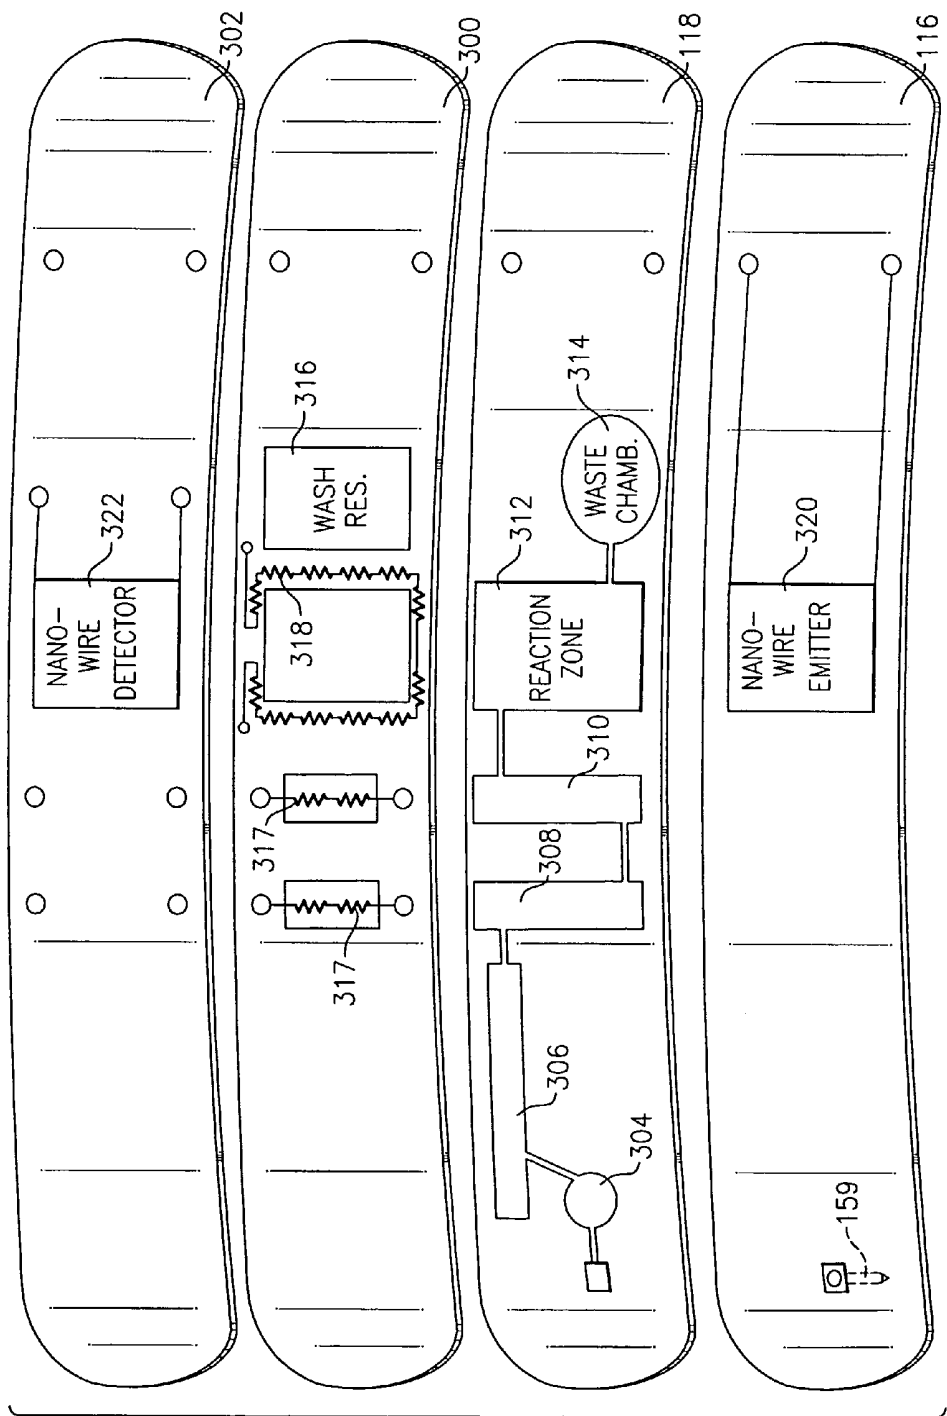 302
NANO-
WIRE
DETECTOR
322
300
WASH
RES.
316
318
317
317
118
WASTE
CHAMB.
314
REACTION
ZONE
312
310
308
306
304
116
NANO-
WIRE
EMITTER
320
159